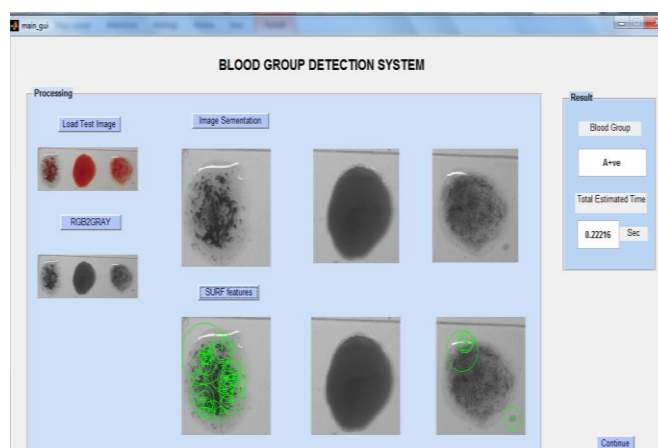 main_gui
BLOOD GROUP DETECTION SYSTEM
Processing
Load Test Image
Image Sementation
RGB2GRAY
SURF features
Result
Blood Group
A+ve
Total Estimated Time
0.22216 Sec
Continue